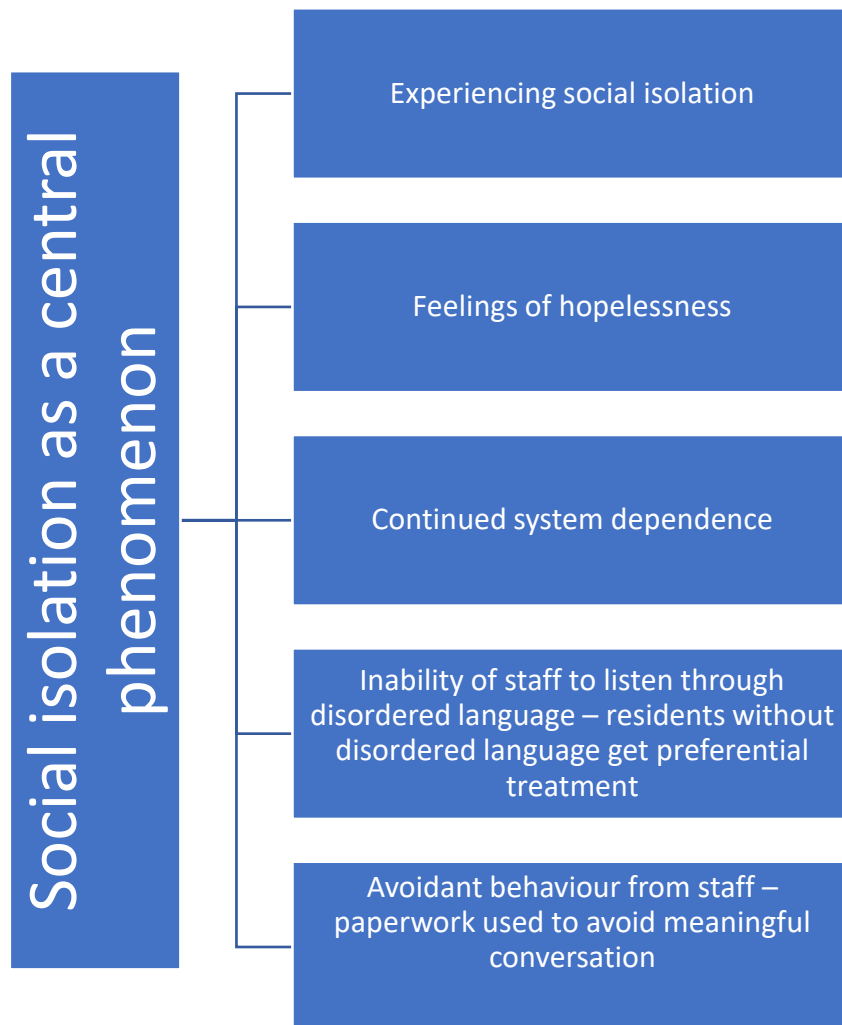 Social isolation as a central
phenomenon
Experiencing social isolation
Feelings of hopelessness
Continued system dependence
Inability of staff to listen through
disordered language – residents without
disordered language get preferential
treatment
Avoidant behaviour from staff –
paperwork used to avoid meaningful
conversation